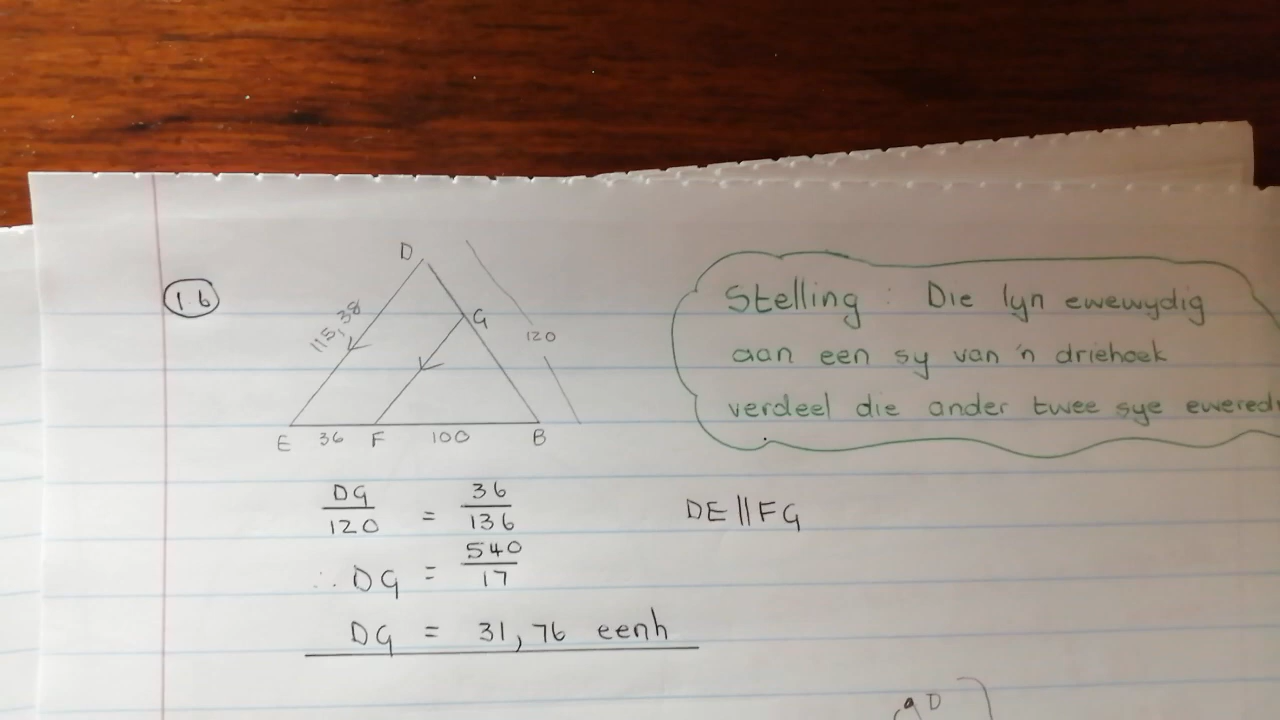 1.6
D
115,38
G
120
E 36 F 100 B
Stelling : Die lyn ewewydig
aan een sy van 'n driehoek
verdeel die ander twee sye
DG/120 = 36/136
DE || FG
∴ DG = 540/17
DG = 31,76 eenh